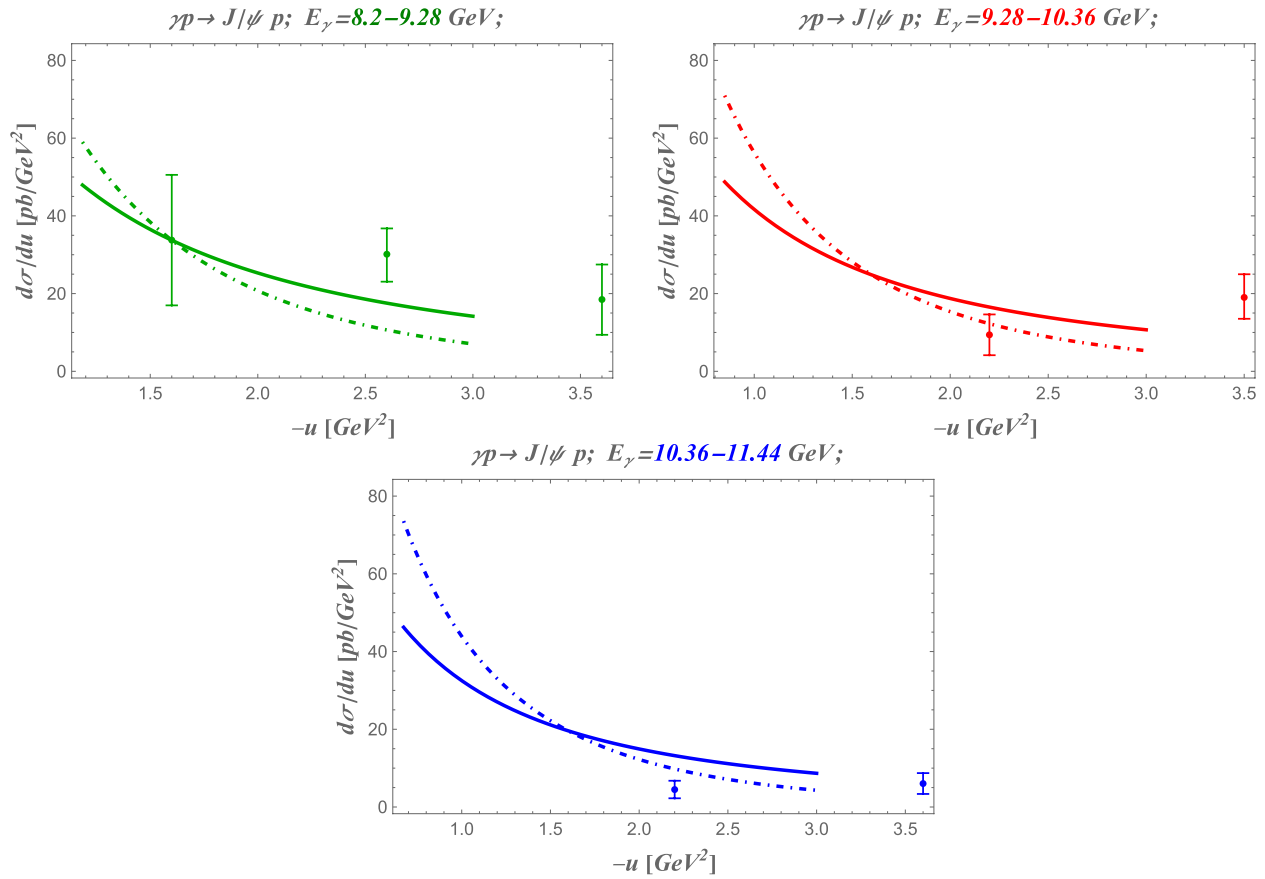 γp→ J/ψ p; E_γ=8.2−9.28 GeV;
dσ/du [pb/GeV²]
80
60
40
20
0
1.5 2.0 2.5 3.0 3.5
−u [GeV²]
γp→ J/ψ p; E_γ=9.28−10.36 GeV;
dσ/du [pb/GeV²]
80
60
40
20
0
1.0 1.5 2.0 2.5 3.0 3.5
−u [GeV²]
γp→ J/ψ p; E_γ=10.36−11.44 GeV;
dσ/du [pb/GeV²]
80
60
40
20
0
1.0 1.5 2.0 2.5 3.0 3.5
−u [GeV²]